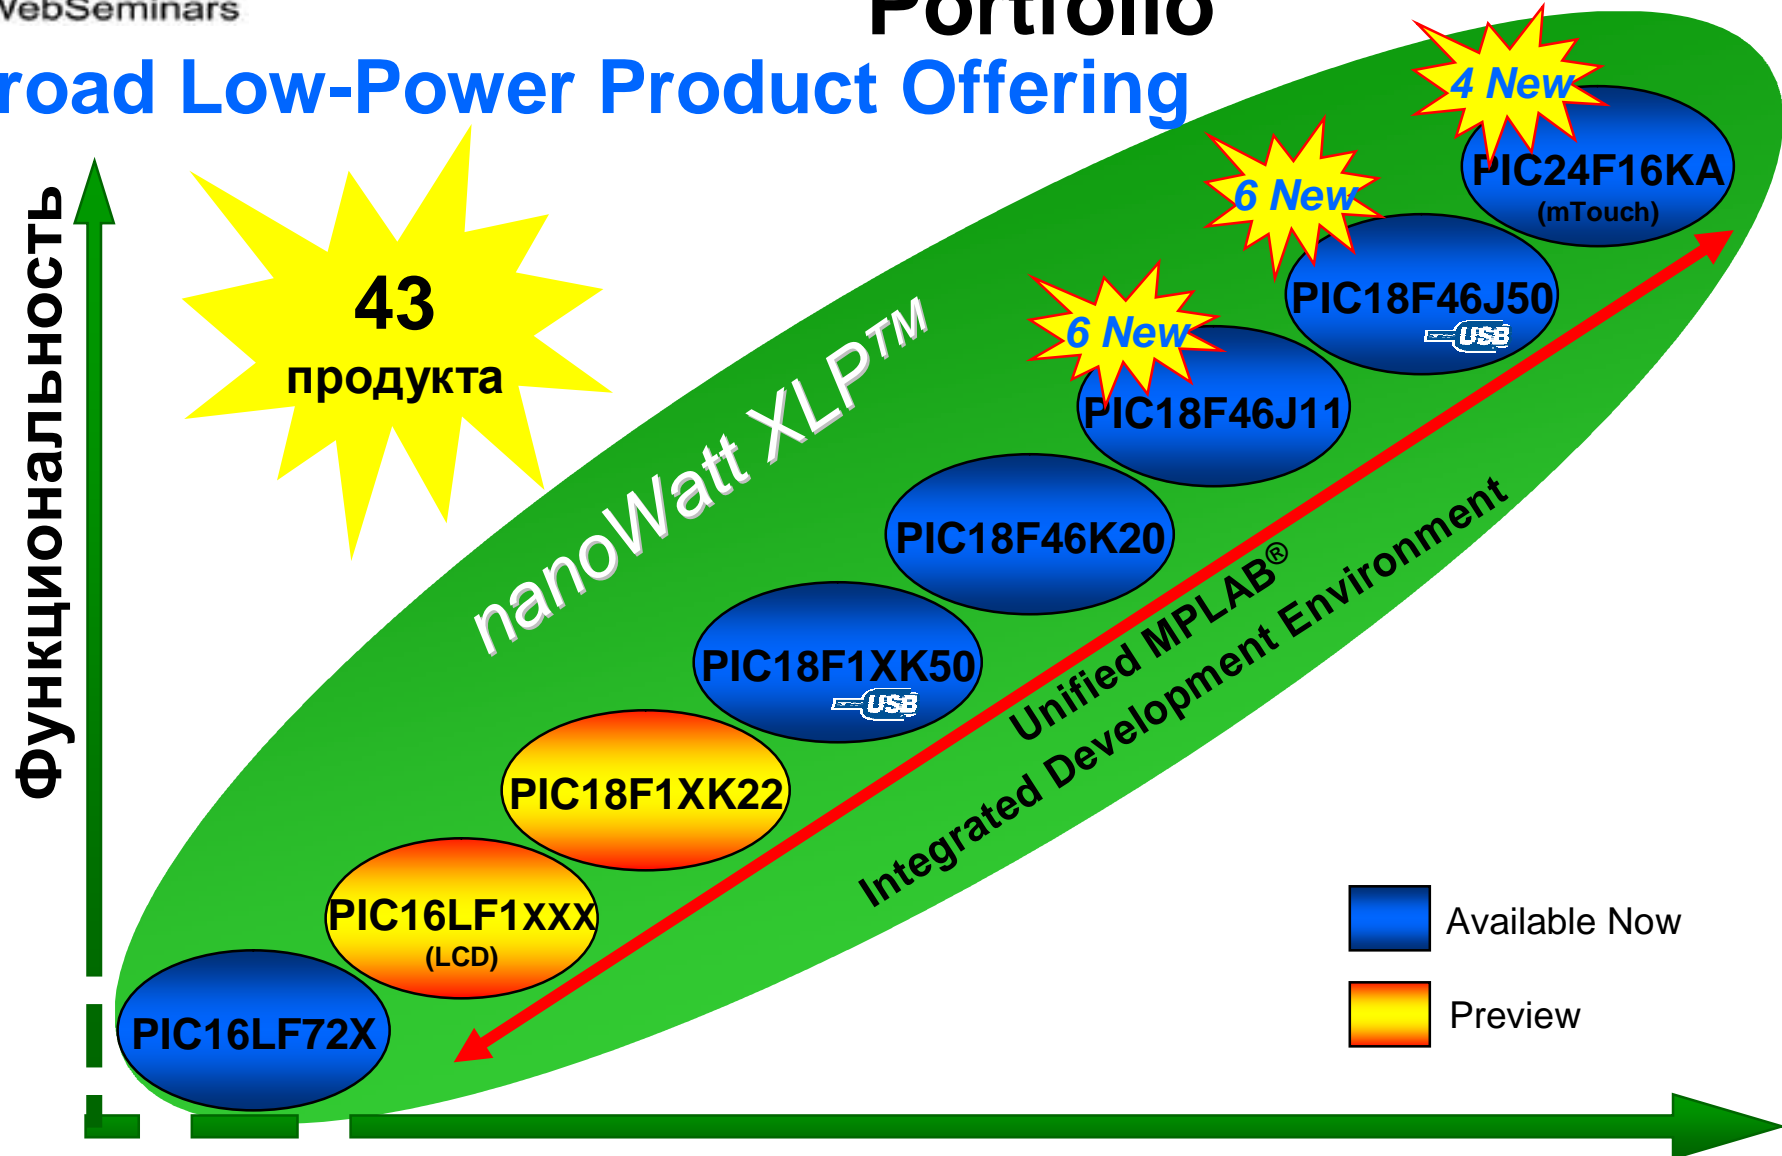 WebSeminars
Portfolio
road Low-Power Product Offering
4 New
PIC24F16KA
(mTouch)
6 New
PIC18F46J50
USB
6 New
PIC18F46J11
43
продукта
Функциональность
nanoWatt XLP™
PIC18F46K20
PIC18F1XK50
USB
Unified MPLAB®
Integrated Development Environment
PIC18F1XK22
PIC16LF1XXX
(LCD)
PIC16LF72X
Available Now
Preview